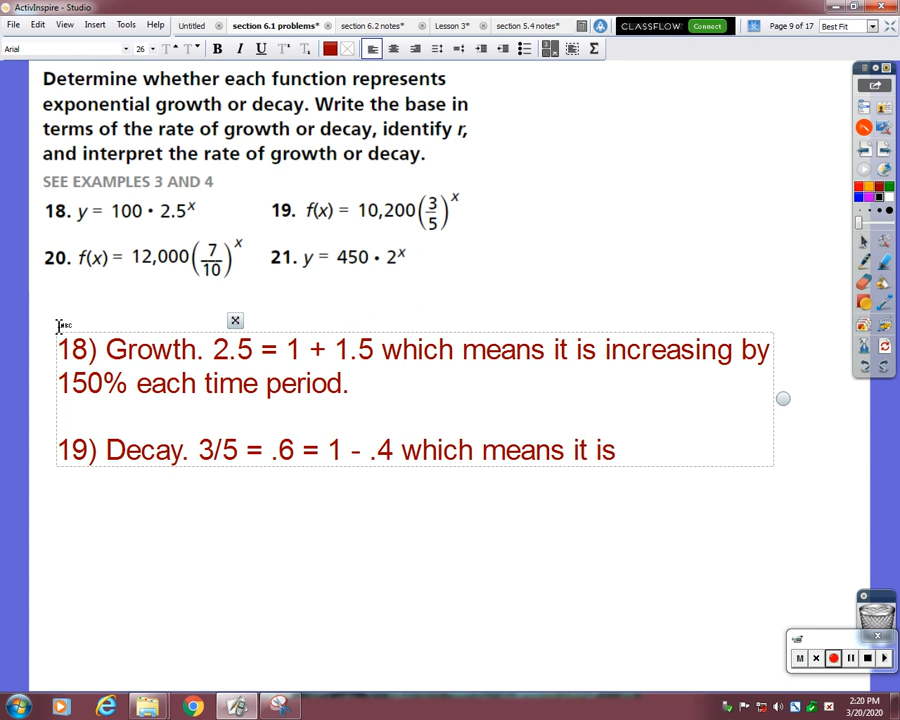 ActivInspire - Studio
File Edit View Insert Tools Help
Untitled section 6.1 problems* section 6.2 notes* Lesson 3* section 5.4 notes* CLASSFLOW Connect Page 9 of 17 Best Fit
Arial 26 B I U
Determine whether each function represents
exponential growth or decay. Write the base in
terms of the rate of growth or decay, identify r,
and interpret the rate of growth or decay.
SEE EXAMPLES 3 AND 4
18. y = 100 • 2.5ˣ 19. f(x) = 10,200(3/5)ˣ
20. f(x) = 12,000(7/10)ˣ 21. y = 450 • 2ˣ
18) Growth. 2.5 = 1 + 1.5 which means it is increasing by
150% each time period.
19) Decay. 3/5 = .6 = 1 - .4 which means it is
M
2:20 PM
3/20/2020